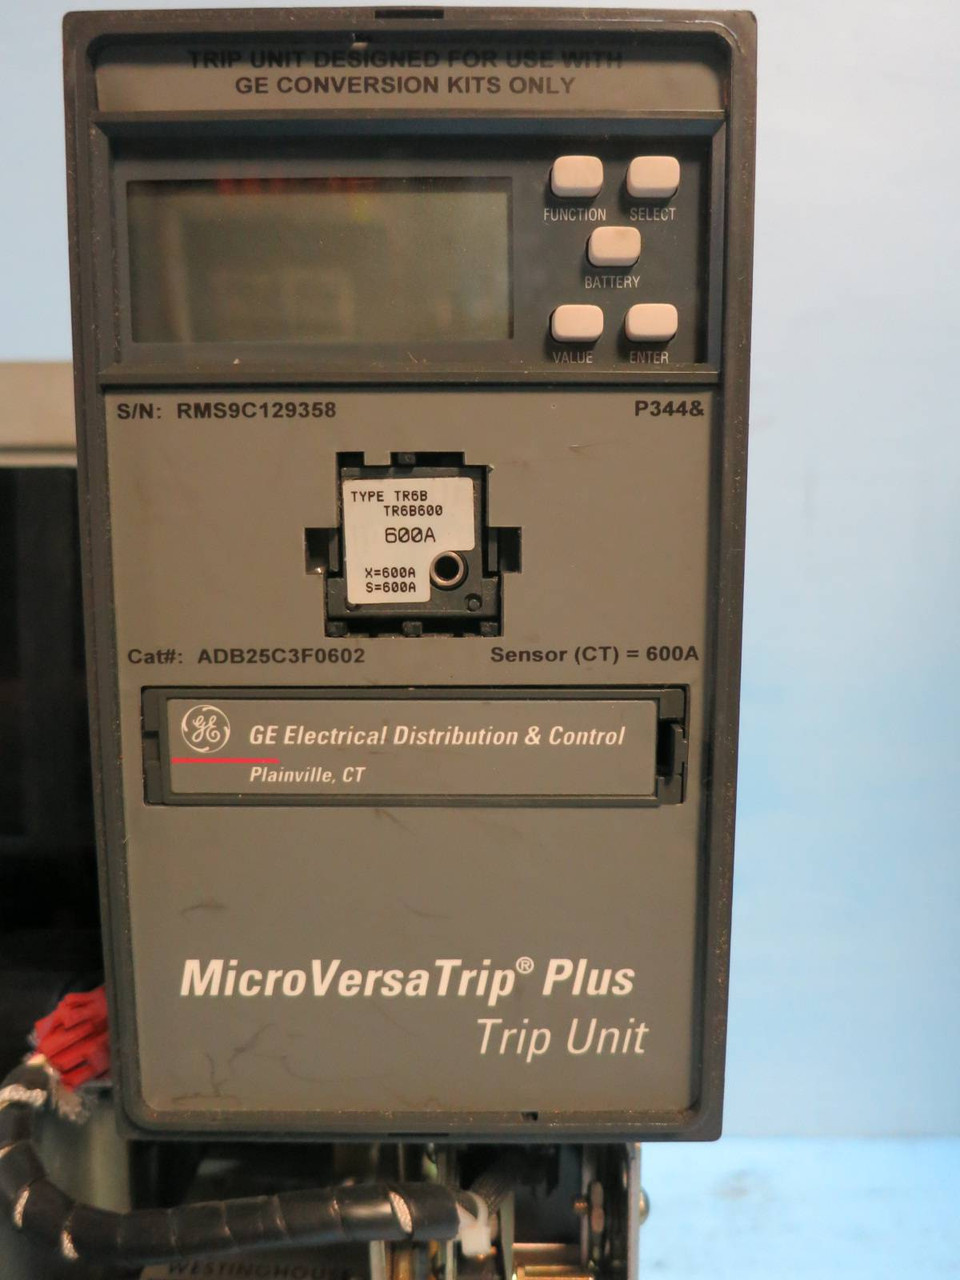 TRIP UNIT DESIGNED FOR USE WITH
GE CONVERSION KITS ONLY
FUNCTION SELECT
BATTERY
VALUE ENTER
S/N: RMS9C129358 P344&
TYPE TR6B
TR6B600
600A
X=600A
S=600A
Cat#: ADB25C3F0602 Sensor (CT) = 600A
GE
GE Electrical Distribution & Control
Plainville, CT
MicroVersaTrip® Plus
Trip Unit
WESTINGHOUSE